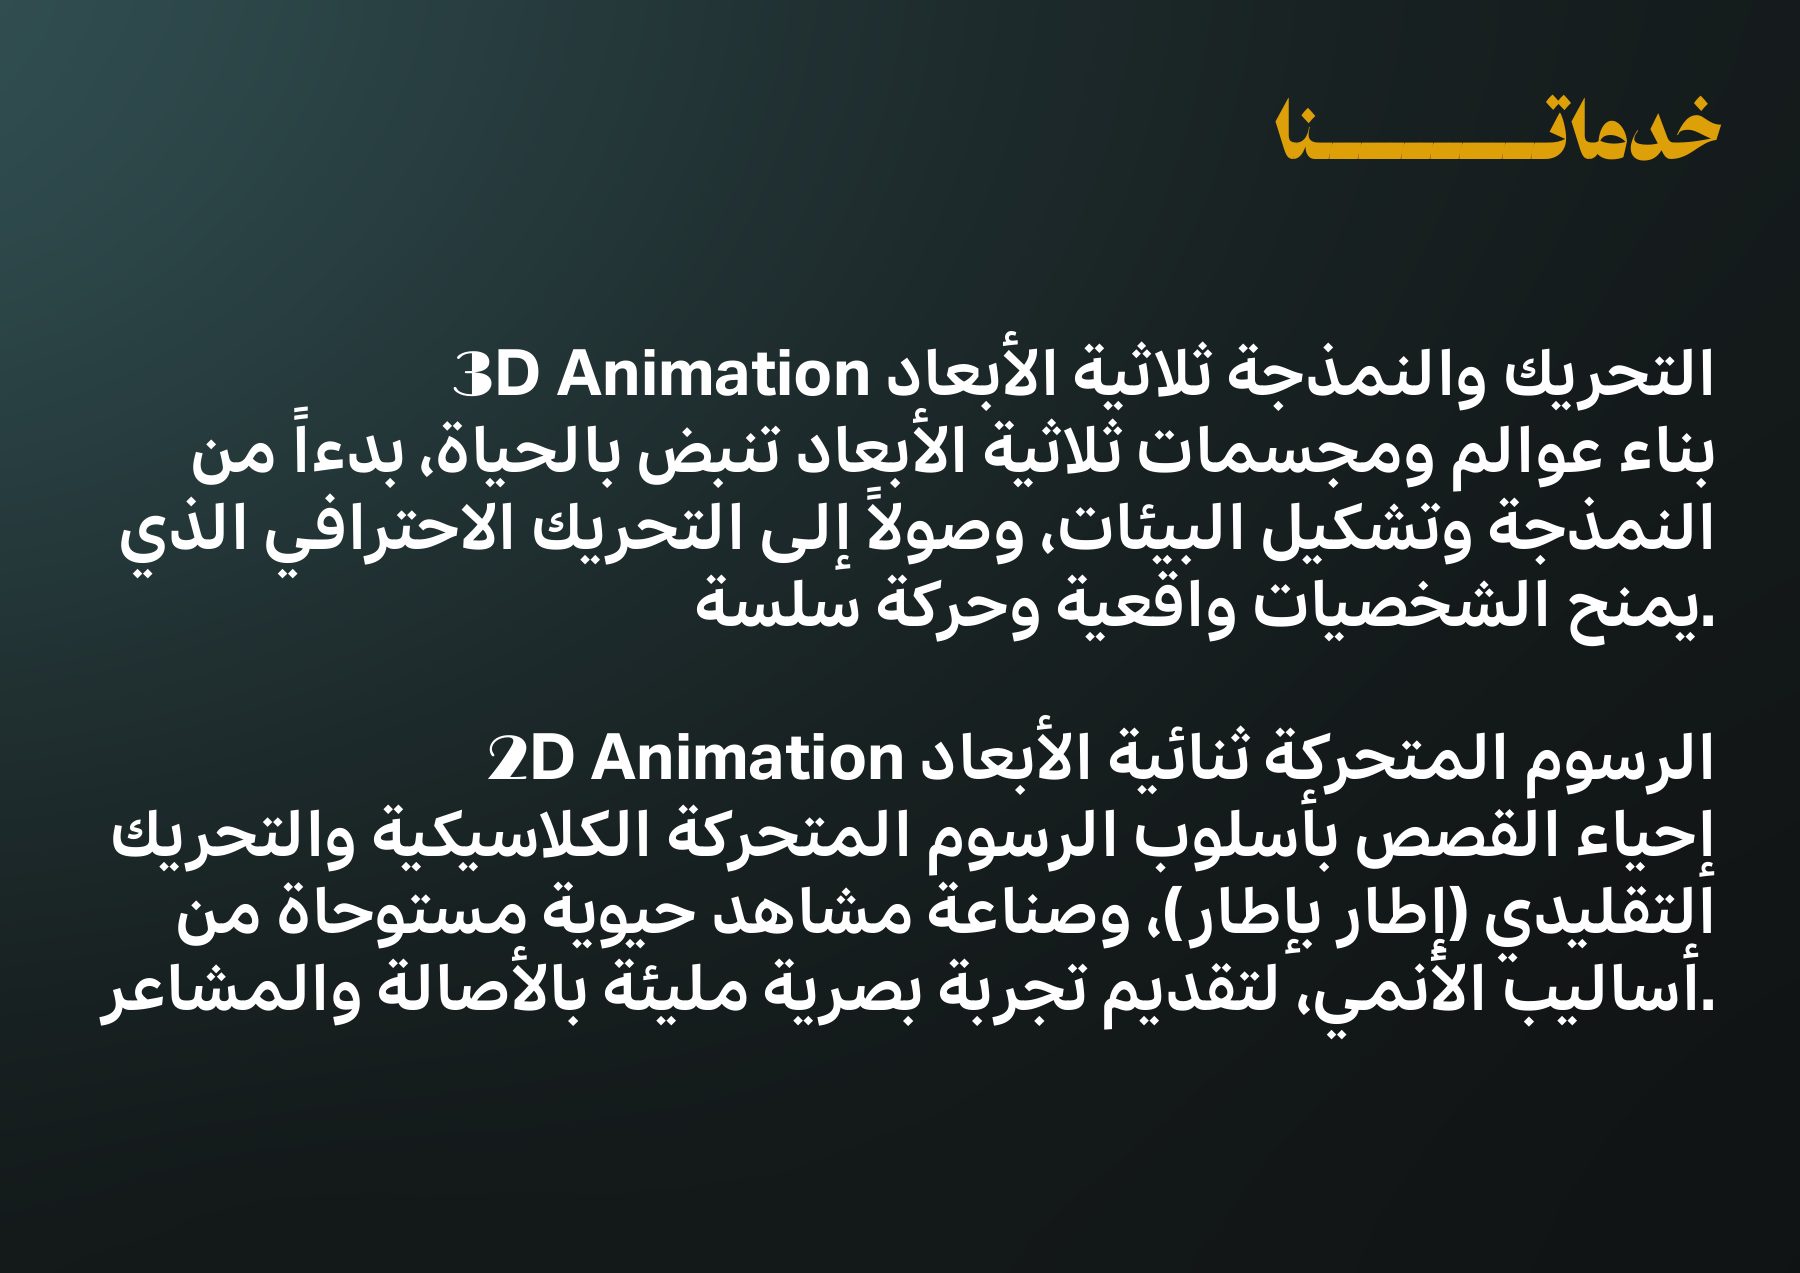 خدماتـــــــنا
التحريك والنمذجة ثلاثية الأبعاد 3D Animation
بناء عوالم ومجسمات ثلاثية الأبعاد تنبض بالحياة، بدءاً من
النمذجة وتشكيل البيئات، وصولاً إلى التحريك الاحترافي الذي
يمنح الشخصيات واقعية وحركة سلسة.
الرسوم المتحركة ثنائية الأبعاد 2D Animation
إحياء القصص بأسلوب الرسوم المتحركة الكلاسيكية والتحريك
التقليدي (إطار بإطار)، وصناعة مشاهد حيوية مستوحاة من
أساليب الأنمي، لتقديم تجربة بصرية مليئة بالأصالة والمشاعر.